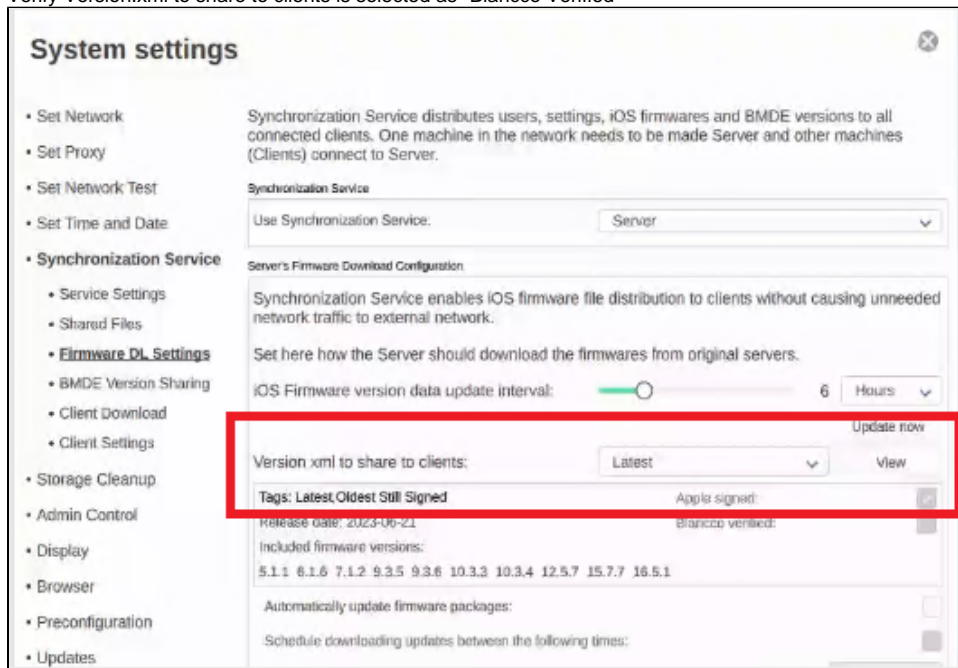 Verify Version.xml to share to clients is selected as "Blancco Verified"
System settings
• Set Network
• Set Proxy
• Set Network Test
• Set Time and Date
• Synchronization Service
• Service Settings
• Shared Files
• Firmware DL Settings
• BMDE Version Sharing
• Client Download
• Client Settings
• Storage Cleanup
• Admin Control
• Display
• Browser
• Preconfiguration
• Updates
Synchronization Service distributes users, settings, iOS firmwares and BMDE versions to all
connected clients. One machine in the network needs to be made Server and other machines
(Clients) connect to Server.
Synchronization Service
Use Synchronization Service: Server
Server's Firmware Download Configuration
Synchronization Service enables iOS firmware file distribution to clients without causing unneeded
network traffic to external network.
Set here how the Server should download the firmwares from original servers.
iOS Firmware version data update interval: 6 Hours
Update now
Version xml to share to clients: Latest View
Tags: Latest,Oldest Still Signed Apple signed:
Release date: 2023-06-21 Blancco verified:
Included firmware versions:
5.1.1 6.1.6 7.1.2 9.3.5 9.3.6 10.3.3 10.3.4 12.5.7 15.7.7 16.5.1
Automatically update firmware packages:
Schedule downloading updates between the following times: